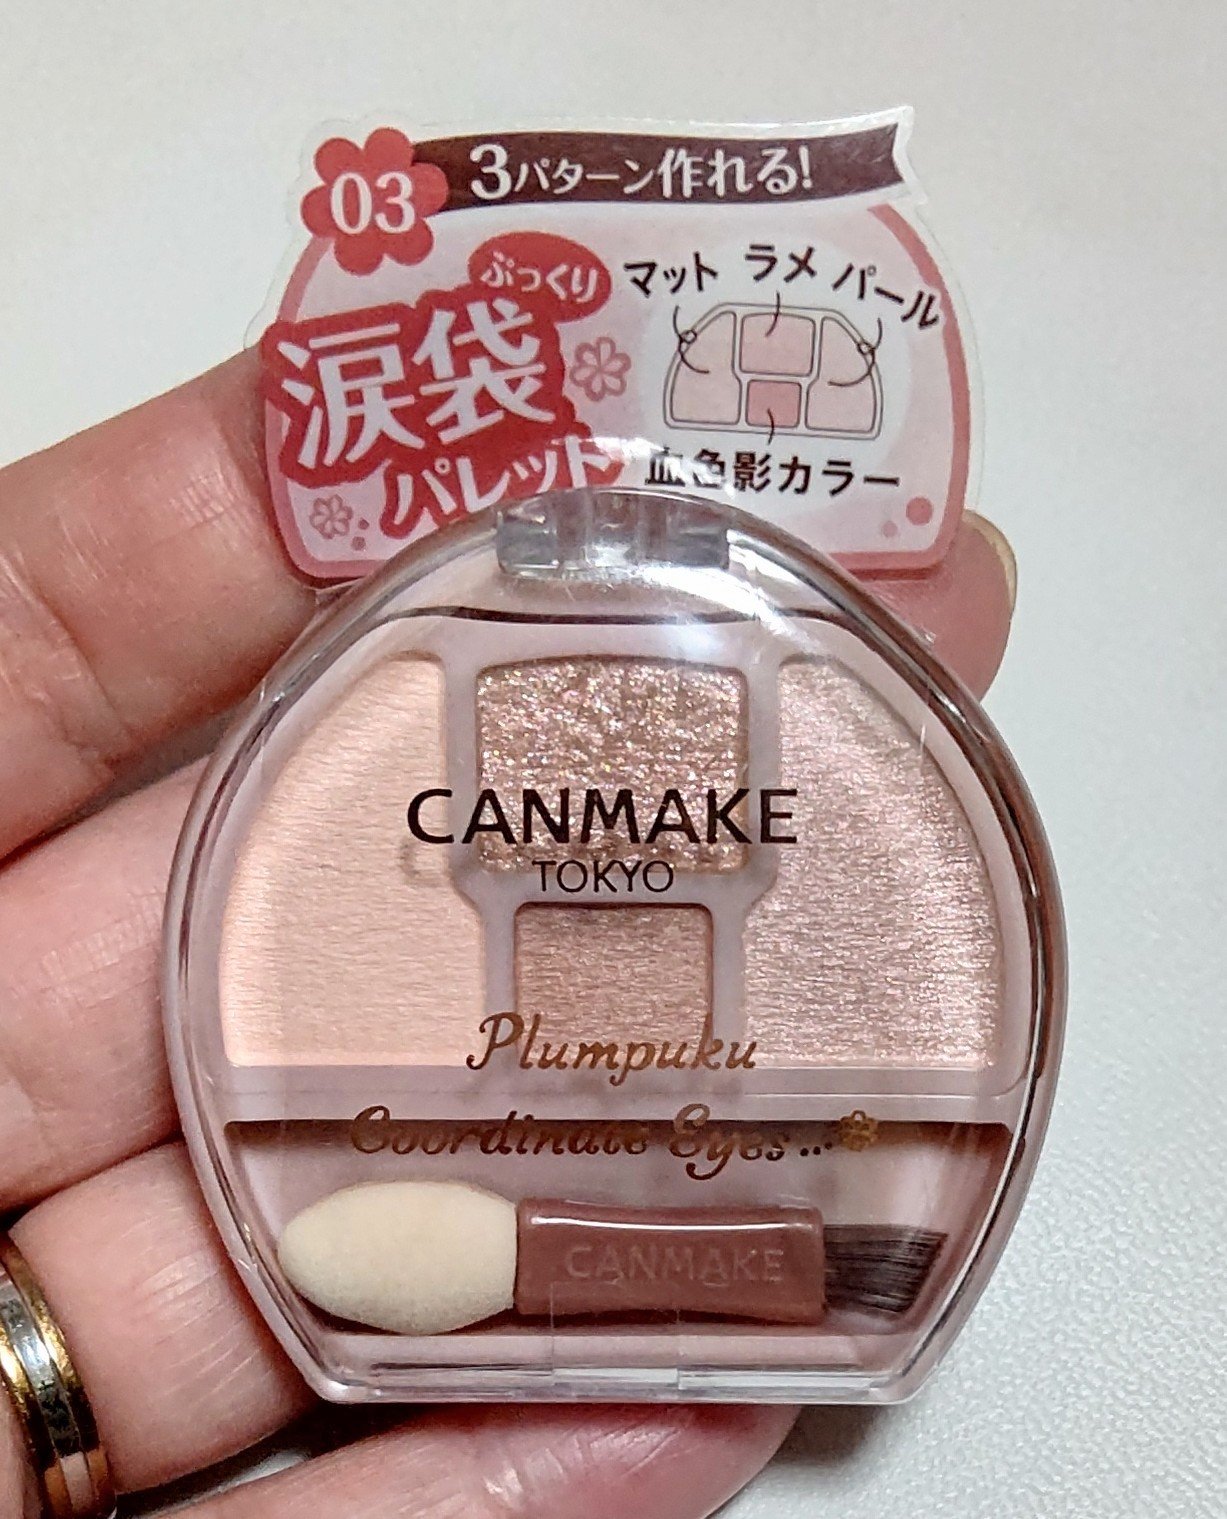 03
3パターン作れる!
ぷっくり
涙袋
パレット
マット ラメ パール
血色影カラー
CANMAKE
TOKYO
Plumpuku
Coordinate Eyes...
CANMAKE